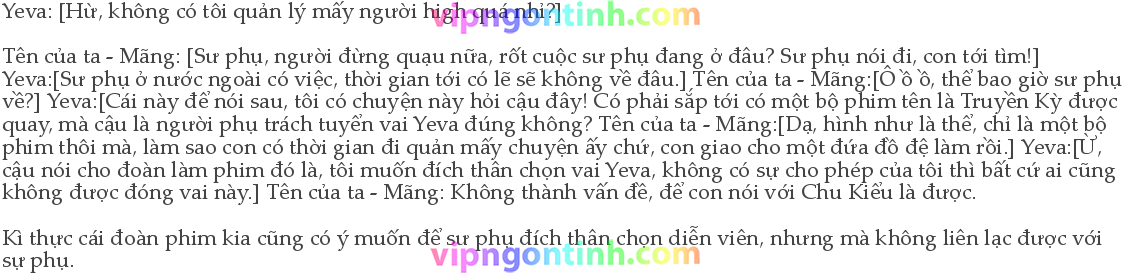 Yeva: [Hừ, không có tôi quản lý mấy người high quá nhỉ?]
vipngontinh.com
Tên của ta - Mãng: [Sư phụ, người đừng quạu nữa, rốt cuộc sư phụ đang ở đâu? Sư phụ nói đi, con tới tìm!]
Yeva:[Sư phụ ở nước ngoài có việc, thời gian tới có lẽ sẽ không về đâu.] Tên của ta - Mãng:[Ồ ồ ồ, thể bao giờ sư phụ
về?] Yeva:[Cái này để nói sau, tôi có chuyện này hỏi cậu đây! Có phải sắp tới có một bộ phim tên là Truyền Kỳ được
quay, mà cậu là người phụ trách tuyển vai Yeva đúng không? Tên của ta - Mãng:[Dạ, hình như là thể, chỉ là một bộ
phim thôi mà, làm sao con có thời gian đi quản mấy chuyện ấy chứ, con giao cho một đứa đồ đệ làm rồi.] Yeva:[Ừ,
cậu nói cho đoàn làm phim đó là, tôi muốn đích thân chọn vai Yeva, không có sự cho phép của tôi thì bất cứ ai cũng
không được đóng vai này.] Tên của ta - Mãng: Không thành vấn đề, để con nói với Chu Kiểu là được.
Kì thực cái đoàn phim kia cũng có ý muốn để sư phụ đích thân chọn diễn viên, nhưng mà không liên lạc được với
sư phụ.
vipngontinh.com